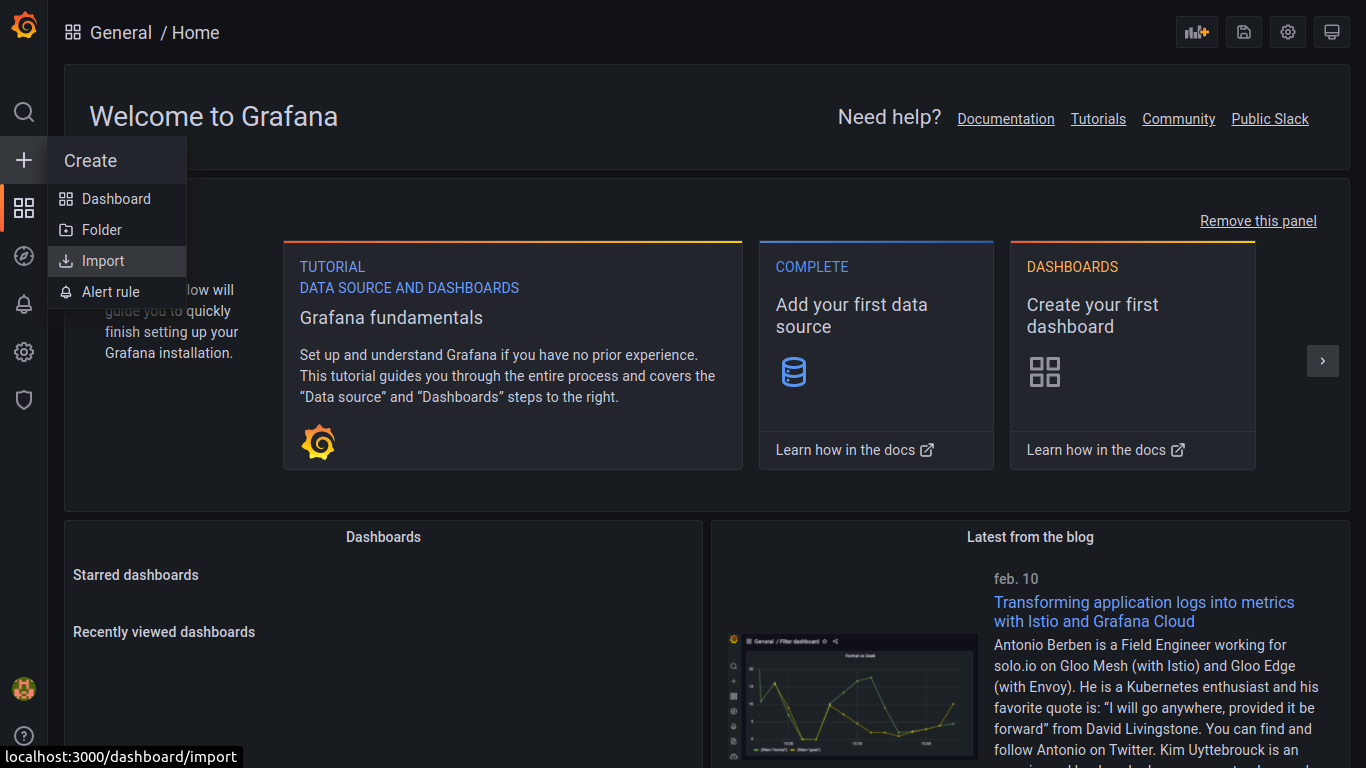 General / Home
Welcome to Grafana
Need help?
Documentation
Tutorials
Community
Public Slack
Create
Dashboard
Folder
Import
Alert rule
Remove this panel
low will
guide you to quickly
finish setting up your
Grafana installation.
TUTORIAL
DATA SOURCE AND DASHBOARDS
Grafana fundamentals
Set up and understand Grafana if you have no prior experience.
This tutorial guides you through the entire process and covers the
“Data source” and “Dashboards” steps to the right.
COMPLETE
Add your first data
source
Learn how in the docs
DASHBOARDS
Create your first
dashboard
Learn how in the docs
Dashboards
Starred dashboards
Recently viewed dashboards
Latest from the blog
feb. 10
Transforming application logs into metrics
with Istio and Grafana Cloud
Antonio Berben is a Field Engineer working for
solo.io on Gloo Mesh (with Istio) and Gloo Edge
(with Envoy). He is a Kubernetes enthusiast and his
favorite quote is: “I will go anywhere, provided it be
forward” from David Livingstone. You can find and
follow Antonio on Twitter. Kim Uyttebrouck is an
General / Filter dashboard
Formal vs Geek
localhost:3000/dashboard/import